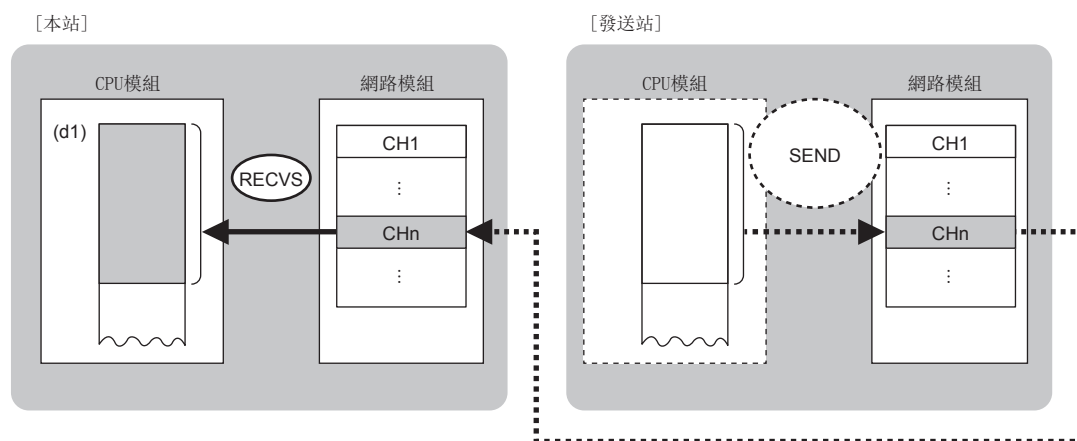 [本站]
CPU模組
網路模組
(d1)
CH1
⋮
RECVS
CHn
⋮
[發送站]
CPU模組
網路模組
SEND
CH1
⋮
CHn
⋮